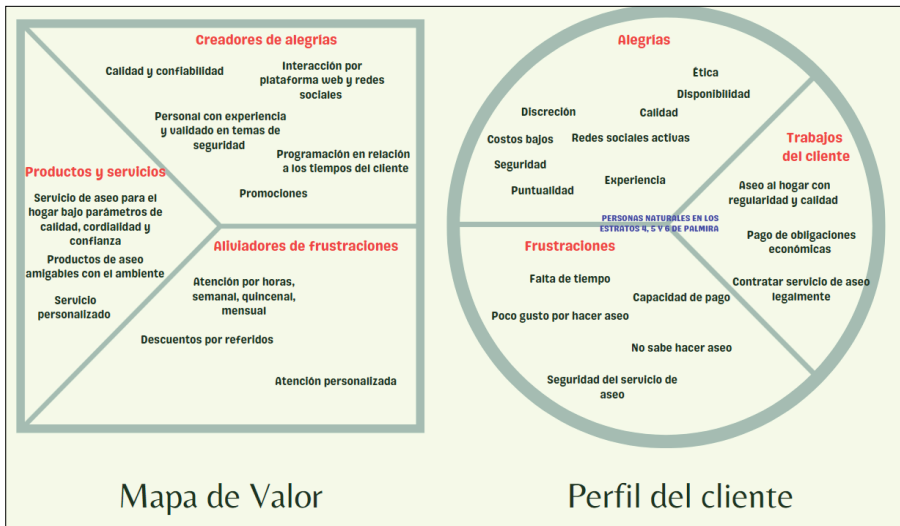 Creadores de alegrias
Calidad y confiabilidad
Interacción por
plataforma web y redes
sociales
Personal con experiencia
y validado en temas de
seguridad
Programación en relación
a los tiempos del cliente
Promociones
Productos y servicios
Servicio de aseo para el
hogar bajo parámetros de
calidad, cordialidad y
confianza
Productos de aseo
amigables con el ambiente
Servicio
personalizado
Aliviadores de frustraciones
Atención por horas,
semanal, quincenal,
mensual
Descuentos por referidos
Atención personalizada
Mapa de Valor
Alegrias
Ética
Disponibilidad
Discreción
Calidad
Costos bajos
Redes sociales activas
Seguridad
Experiencia
Puntualidad
Trabajos
del cliente
Aseo al hogar con
regularidad y calidad
Pago de obligaciones
económicas
Contratar servicio de aseo
legalmente
PERSONAS NATURALES EN LOS
ESTRATOS 4, 5 Y 6 DE PALMIRA
Frustraciones
Falta de tiempo
Capacidad de pago
Poco gusto por hacer aseo
No sabe hacer aseo
Seguridad del servicio de
aseo
Perfil del cliente